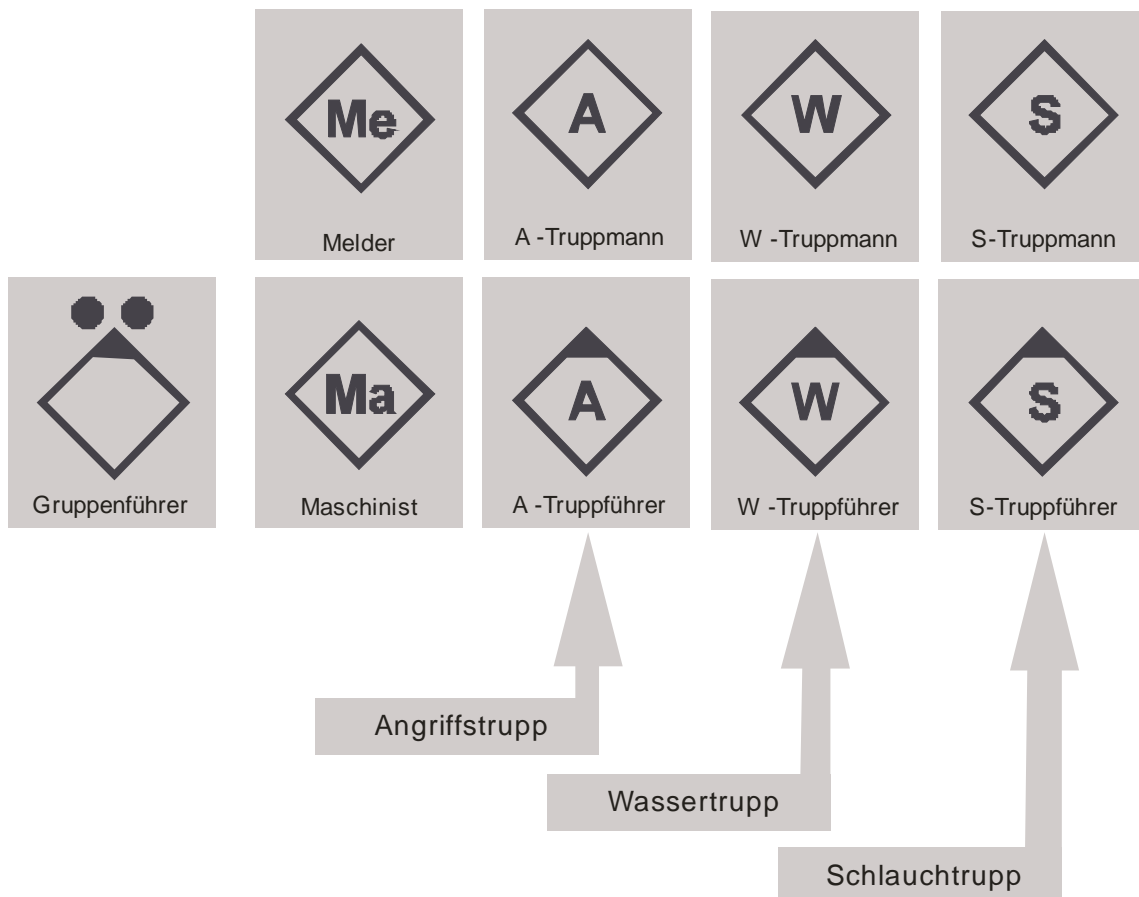 Me
A
W
S
Melder
A -Truppmann
W -Truppmann
S-Truppmann
Ma
A
W
S
Gruppenführer
Maschinist
A -Truppführer
W -Truppführer
S-Truppführer
Angriffstrupp
Wassertrupp
Schlauchtrupp